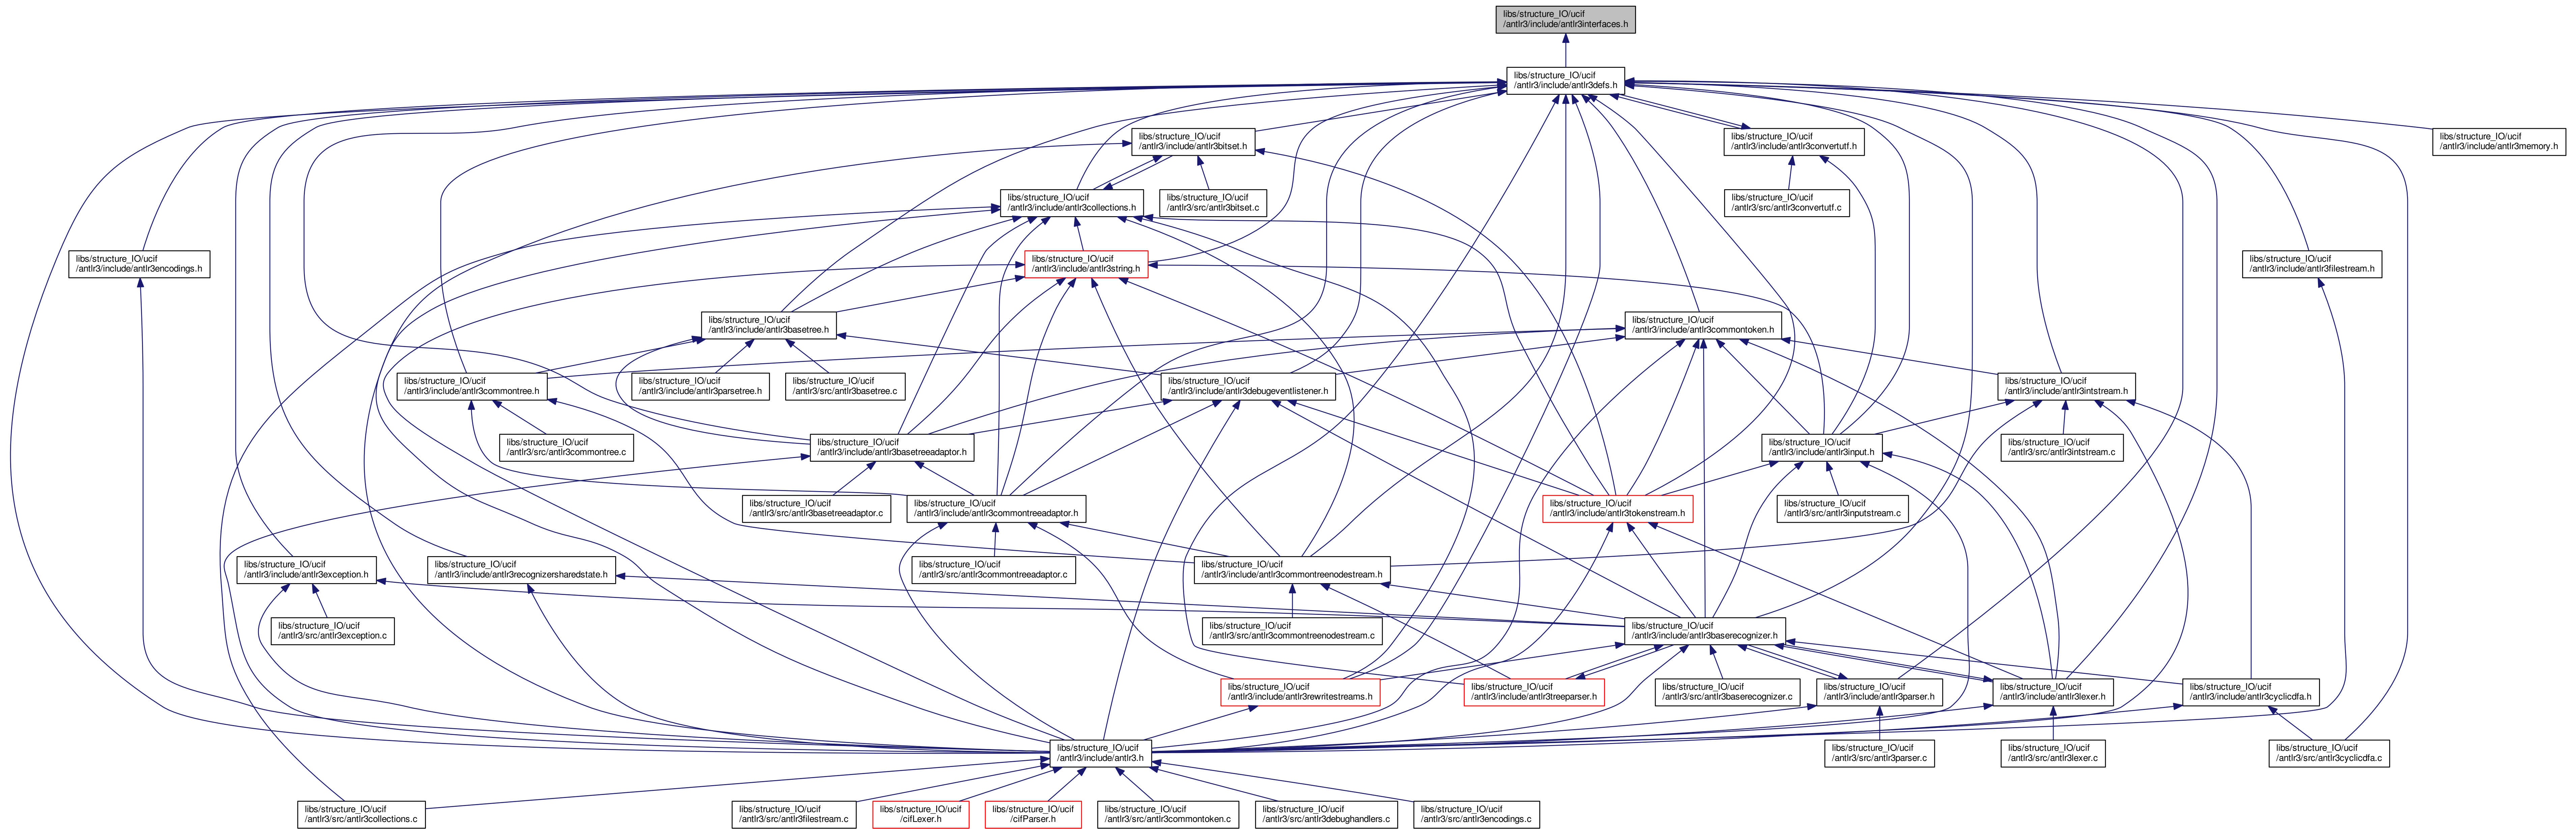 libs/structure_IO/ucif
/antlr3/include/antlr3interfaces.h
libs/structure_IO/ucif
/antlr3/include/antlr3defs.h
libs/structure_IO/ucif
/antlr3/include/antlr3bitset.h
libs/structure_IO/ucif
/antlr3/include/antlr3convertutf.h
libs/structure_IO/ucif
/antlr3/include/antlr3memory.h
libs/structure_IO/ucif
/antlr3/include/antlr3collections.h
libs/structure_IO/ucif
/antlr3/src/antlr3bitset.c
libs/structure_IO/ucif
/antlr3/src/antlr3convertutf.c
libs/structure_IO/ucif
/antlr3/include/antlr3encodings.h
libs/structure_IO/ucif
/antlr3/include/antlr3string.h
libs/structure_IO/ucif
/antlr3/include/antlr3filestream.h
libs/structure_IO/ucif
/antlr3/include/antlr3basetree.h
libs/structure_IO/ucif
/antlr3/include/antlr3commontoken.h
libs/structure_IO/ucif
/antlr3/include/antlr3commontree.h
libs/structure_IO/ucif
/antlr3/include/antlr3parsetree.h
libs/structure_IO/ucif
/antlr3/src/antlr3basetree.c
libs/structure_IO/ucif
/antlr3/include/antlr3debugeventlistener.h
libs/structure_IO/ucif
/antlr3/include/antlr3intstream.h
libs/structure_IO/ucif
/antlr3/src/antlr3commontree.c
libs/structure_IO/ucif
/antlr3/include/antlr3basetreeadaptor.h
libs/structure_IO/ucif
/antlr3/include/antlr3input.h
libs/structure_IO/ucif
/antlr3/src/antlr3intstream.c
libs/structure_IO/ucif
/antlr3/src/antlr3basetreeadaptor.c
libs/structure_IO/ucif
/antlr3/include/antlr3commontreeadaptor.h
libs/structure_IO/ucif
/antlr3/include/antlr3tokenstream.h
libs/structure_IO/ucif
/antlr3/src/antlr3inputstream.c
libs/structure_IO/ucif
/antlr3/include/antlr3exception.h
libs/structure_IO/ucif
/antlr3/include/antlr3recognizersharedstate.h
libs/structure_IO/ucif
/antlr3/src/antlr3commontreeadaptor.c
libs/structure_IO/ucif
/antlr3/include/antlr3commontreenodestream.h
libs/structure_IO/ucif
/antlr3/src/antlr3exception.c
libs/structure_IO/ucif
/antlr3/src/antlr3commontreenodestream.c
libs/structure_IO/ucif
/antlr3/include/antlr3baserecognizer.h
libs/structure_IO/ucif
/antlr3/include/antlr3rewritestreams.h
libs/structure_IO/ucif
/antlr3/include/antlr3treeparser.h
libs/structure_IO/ucif
/antlr3/src/antlr3baserecognizer.c
libs/structure_IO/ucif
/antlr3/include/antlr3parser.h
libs/structure_IO/ucif
/antlr3/include/antlr3lexer.h
libs/structure_IO/ucif
/antlr3/include/antlr3cyclicdfa.h
libs/structure_IO/ucif
/antlr3/include/antlr3.h
libs/structure_IO/ucif
/antlr3/src/antlr3parser.c
libs/structure_IO/ucif
/antlr3/src/antlr3lexer.c
libs/structure_IO/ucif
/antlr3/src/antlr3cyclicdfa.c
libs/structure_IO/ucif
/antlr3/src/antlr3collections.c
libs/structure_IO/ucif
/antlr3/src/antlr3filestream.c
libs/structure_IO/ucif
/cifLexer.h
libs/structure_IO/ucif
/cifParser.h
libs/structure_IO/ucif
/antlr3/src/antlr3commontoken.c
libs/structure_IO/ucif
/antlr3/src/antlr3debughandlers.c
libs/structure_IO/ucif
/antlr3/src/antlr3encodings.c